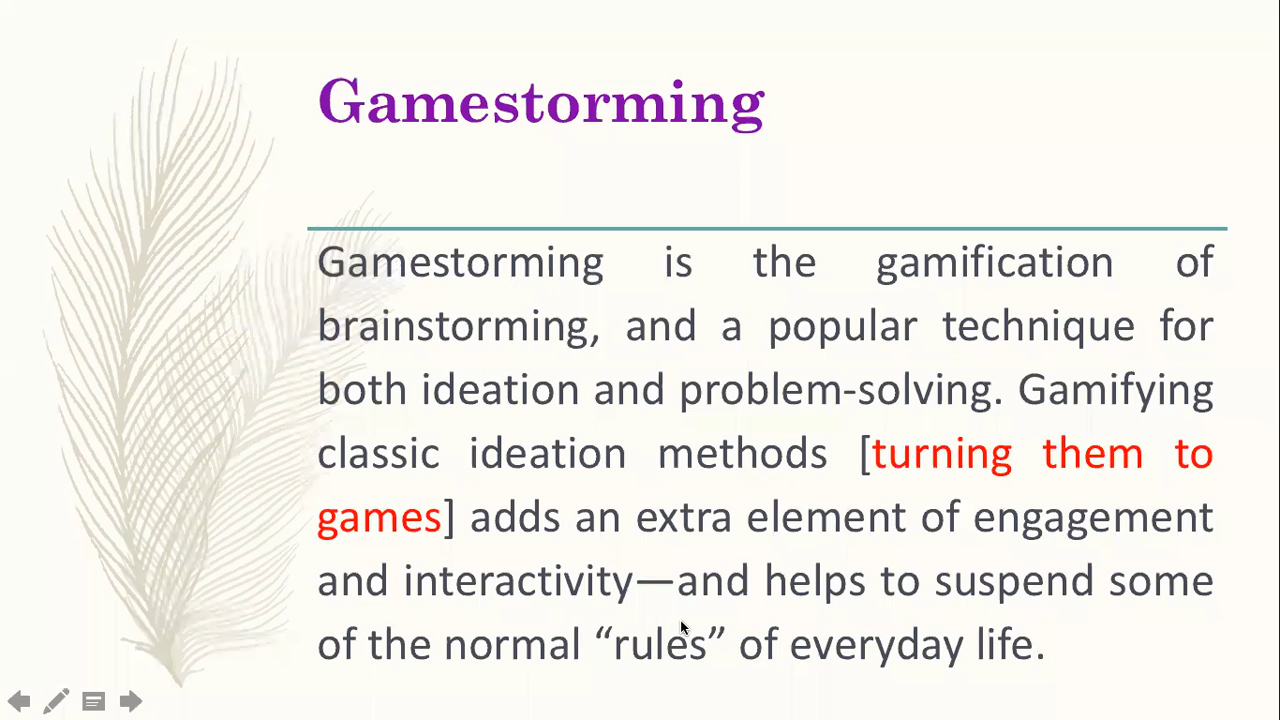 Gamestorming
Gamestorming is the gamification of
brainstorming, and a popular technique for
both ideation and problem-solving. Gamifying
classic ideation methods [turning them to
games] adds an extra element of engagement
and interactivity—and helps to suspend some
of the normal “rules” of everyday life.